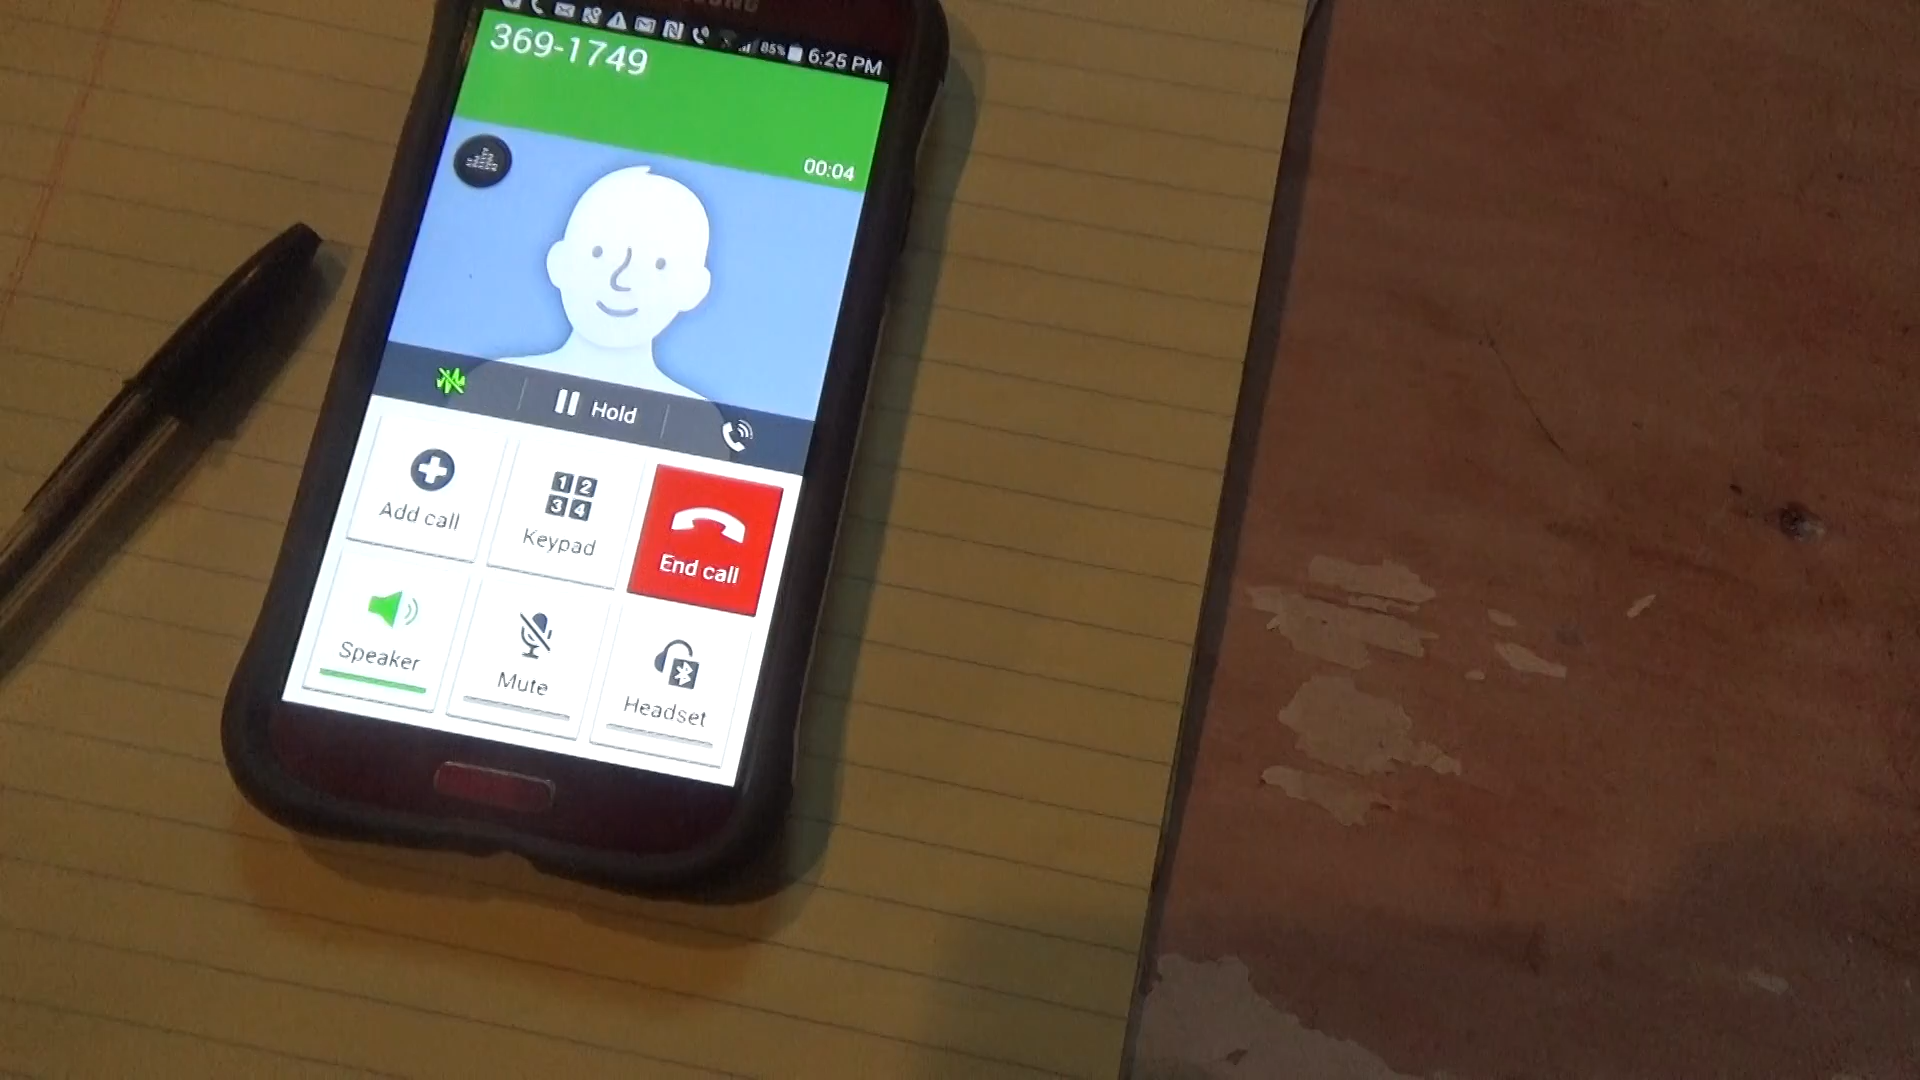 SAMSUNG
85% 6:25 PM
369-1749
00:04
Hold
Add call
1 2
3 4
Keypad
End call
Speaker
Mute
Headset